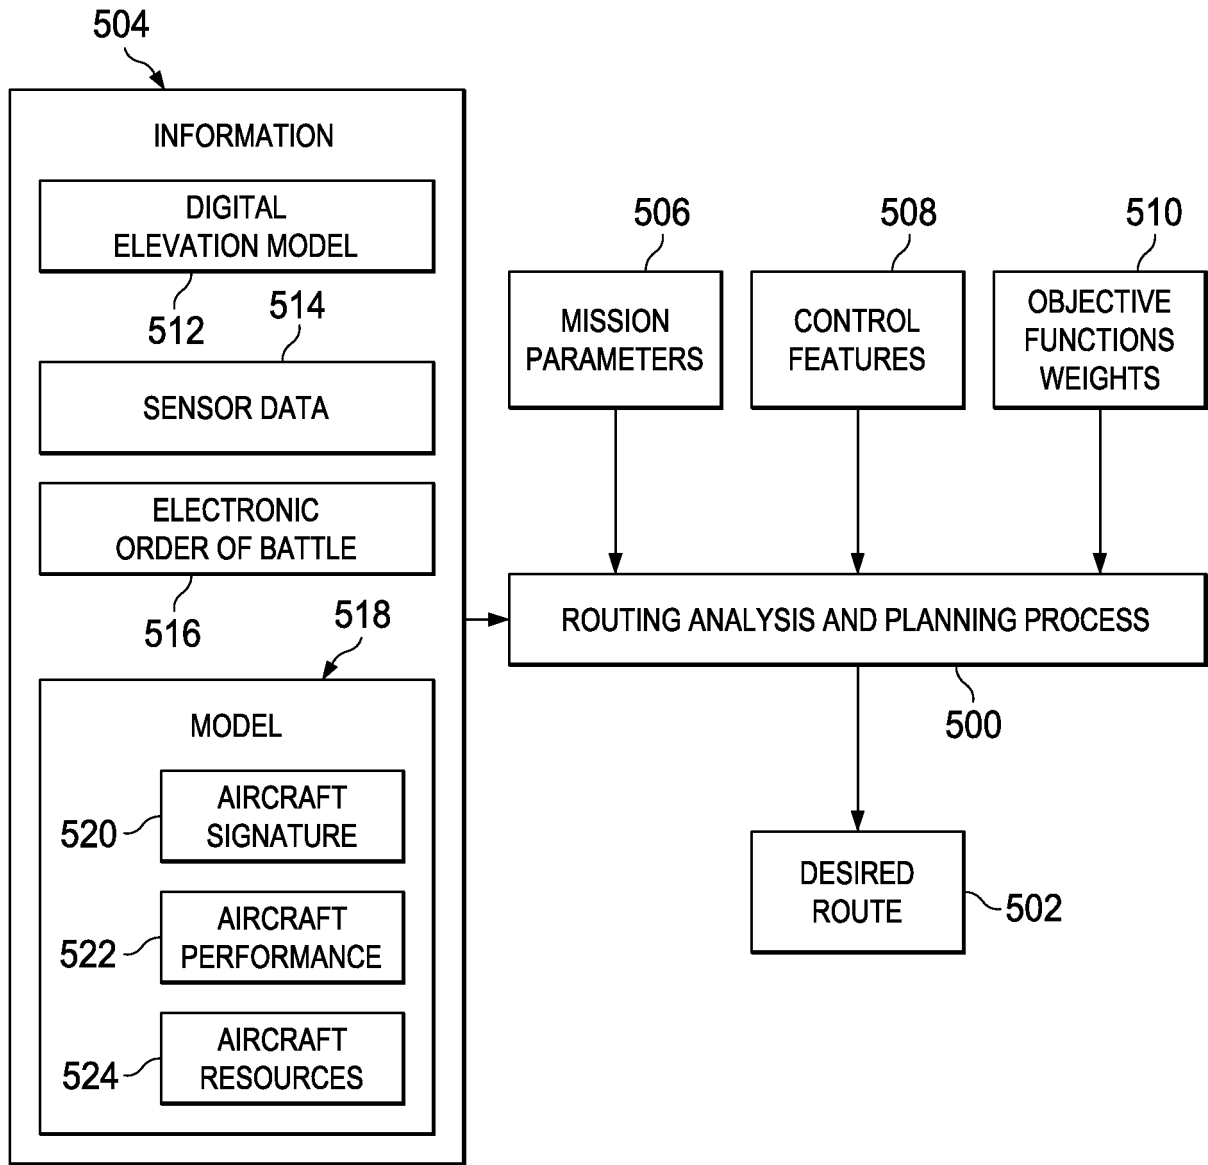 504
INFORMATION
DIGITAL
ELEVATION MODEL
512
514
SENSOR DATA
ELECTRONIC
ORDER OF BATTLE
516
518
MODEL
AIRCRAFT
SIGNATURE
520
AIRCRAFT
PERFORMANCE
522
AIRCRAFT
RESOURCES
524
506
MISSION
PARAMETERS
508
CONTROL
FEATURES
510
OBJECTIVE
FUNCTIONS
WEIGHTS
ROUTING ANALYSIS AND PLANNING PROCESS
500
DESIRED
ROUTE
502